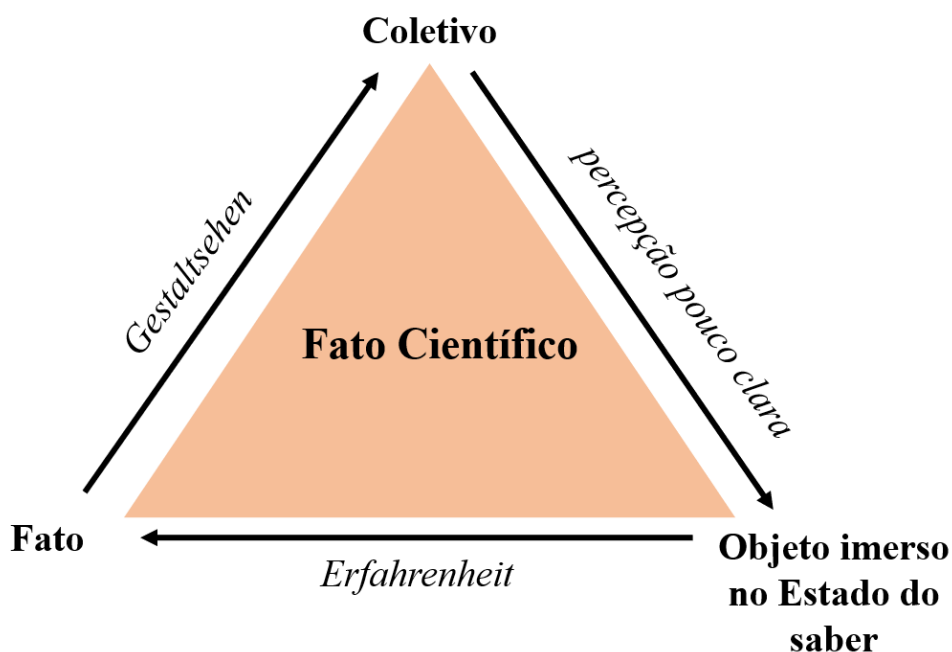 Coletivo
Gestaltsehen
percepção pouco clara
Fato Científico
Fato
Erfahrenheit
Objeto imerso
no Estado do
saber